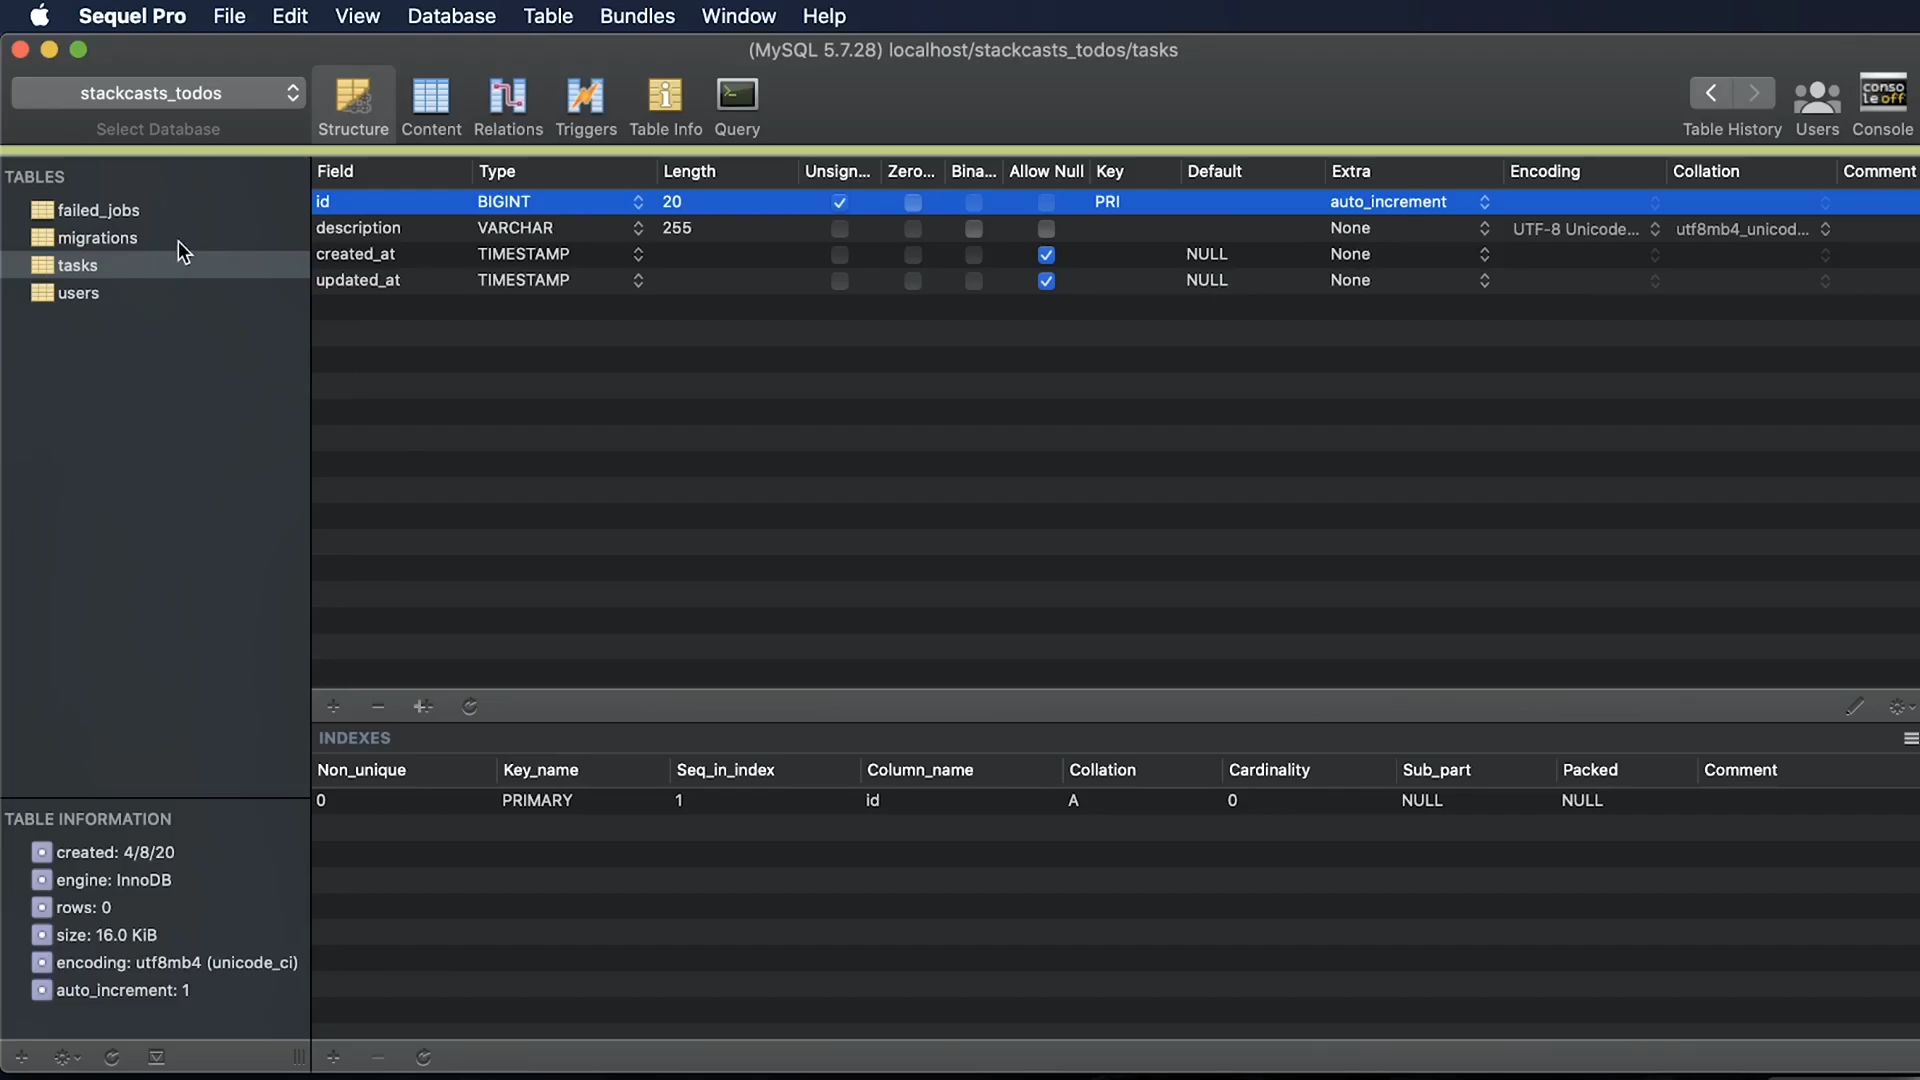 Sequel Pro File Edit View Database Table Bundles Window Help
(MySQL 5.7.28) localhost/stackcasts_todos/tasks
stackcasts_todos
Select Database
Structure Content Relations Triggers Table Info Query
Table History Users Console
conso
leoff
TABLES
failed_jobs
migrations
tasks
users
Field Type Length Unsign... Zero... Bina... Allow Null Key Default Extra Encoding Collation Comment
id BIGINT 20 PRI auto_increment
description VARCHAR 255 None UTF-8 Unicode... utf8mb4_unicod...
created_at TIMESTAMP NULL None
updated_at TIMESTAMP NULL None
INDEXES
Non_unique Key_name Seq_in_index Column_name Collation Cardinality Sub_part Packed Comment
0 PRIMARY 1 id A 0 NULL NULL
TABLE INFORMATION
created: 4/8/20
engine: InnoDB
rows: 0
size: 16.0 KiB
encoding: utf8mb4 (unicode_ci)
auto_increment: 1